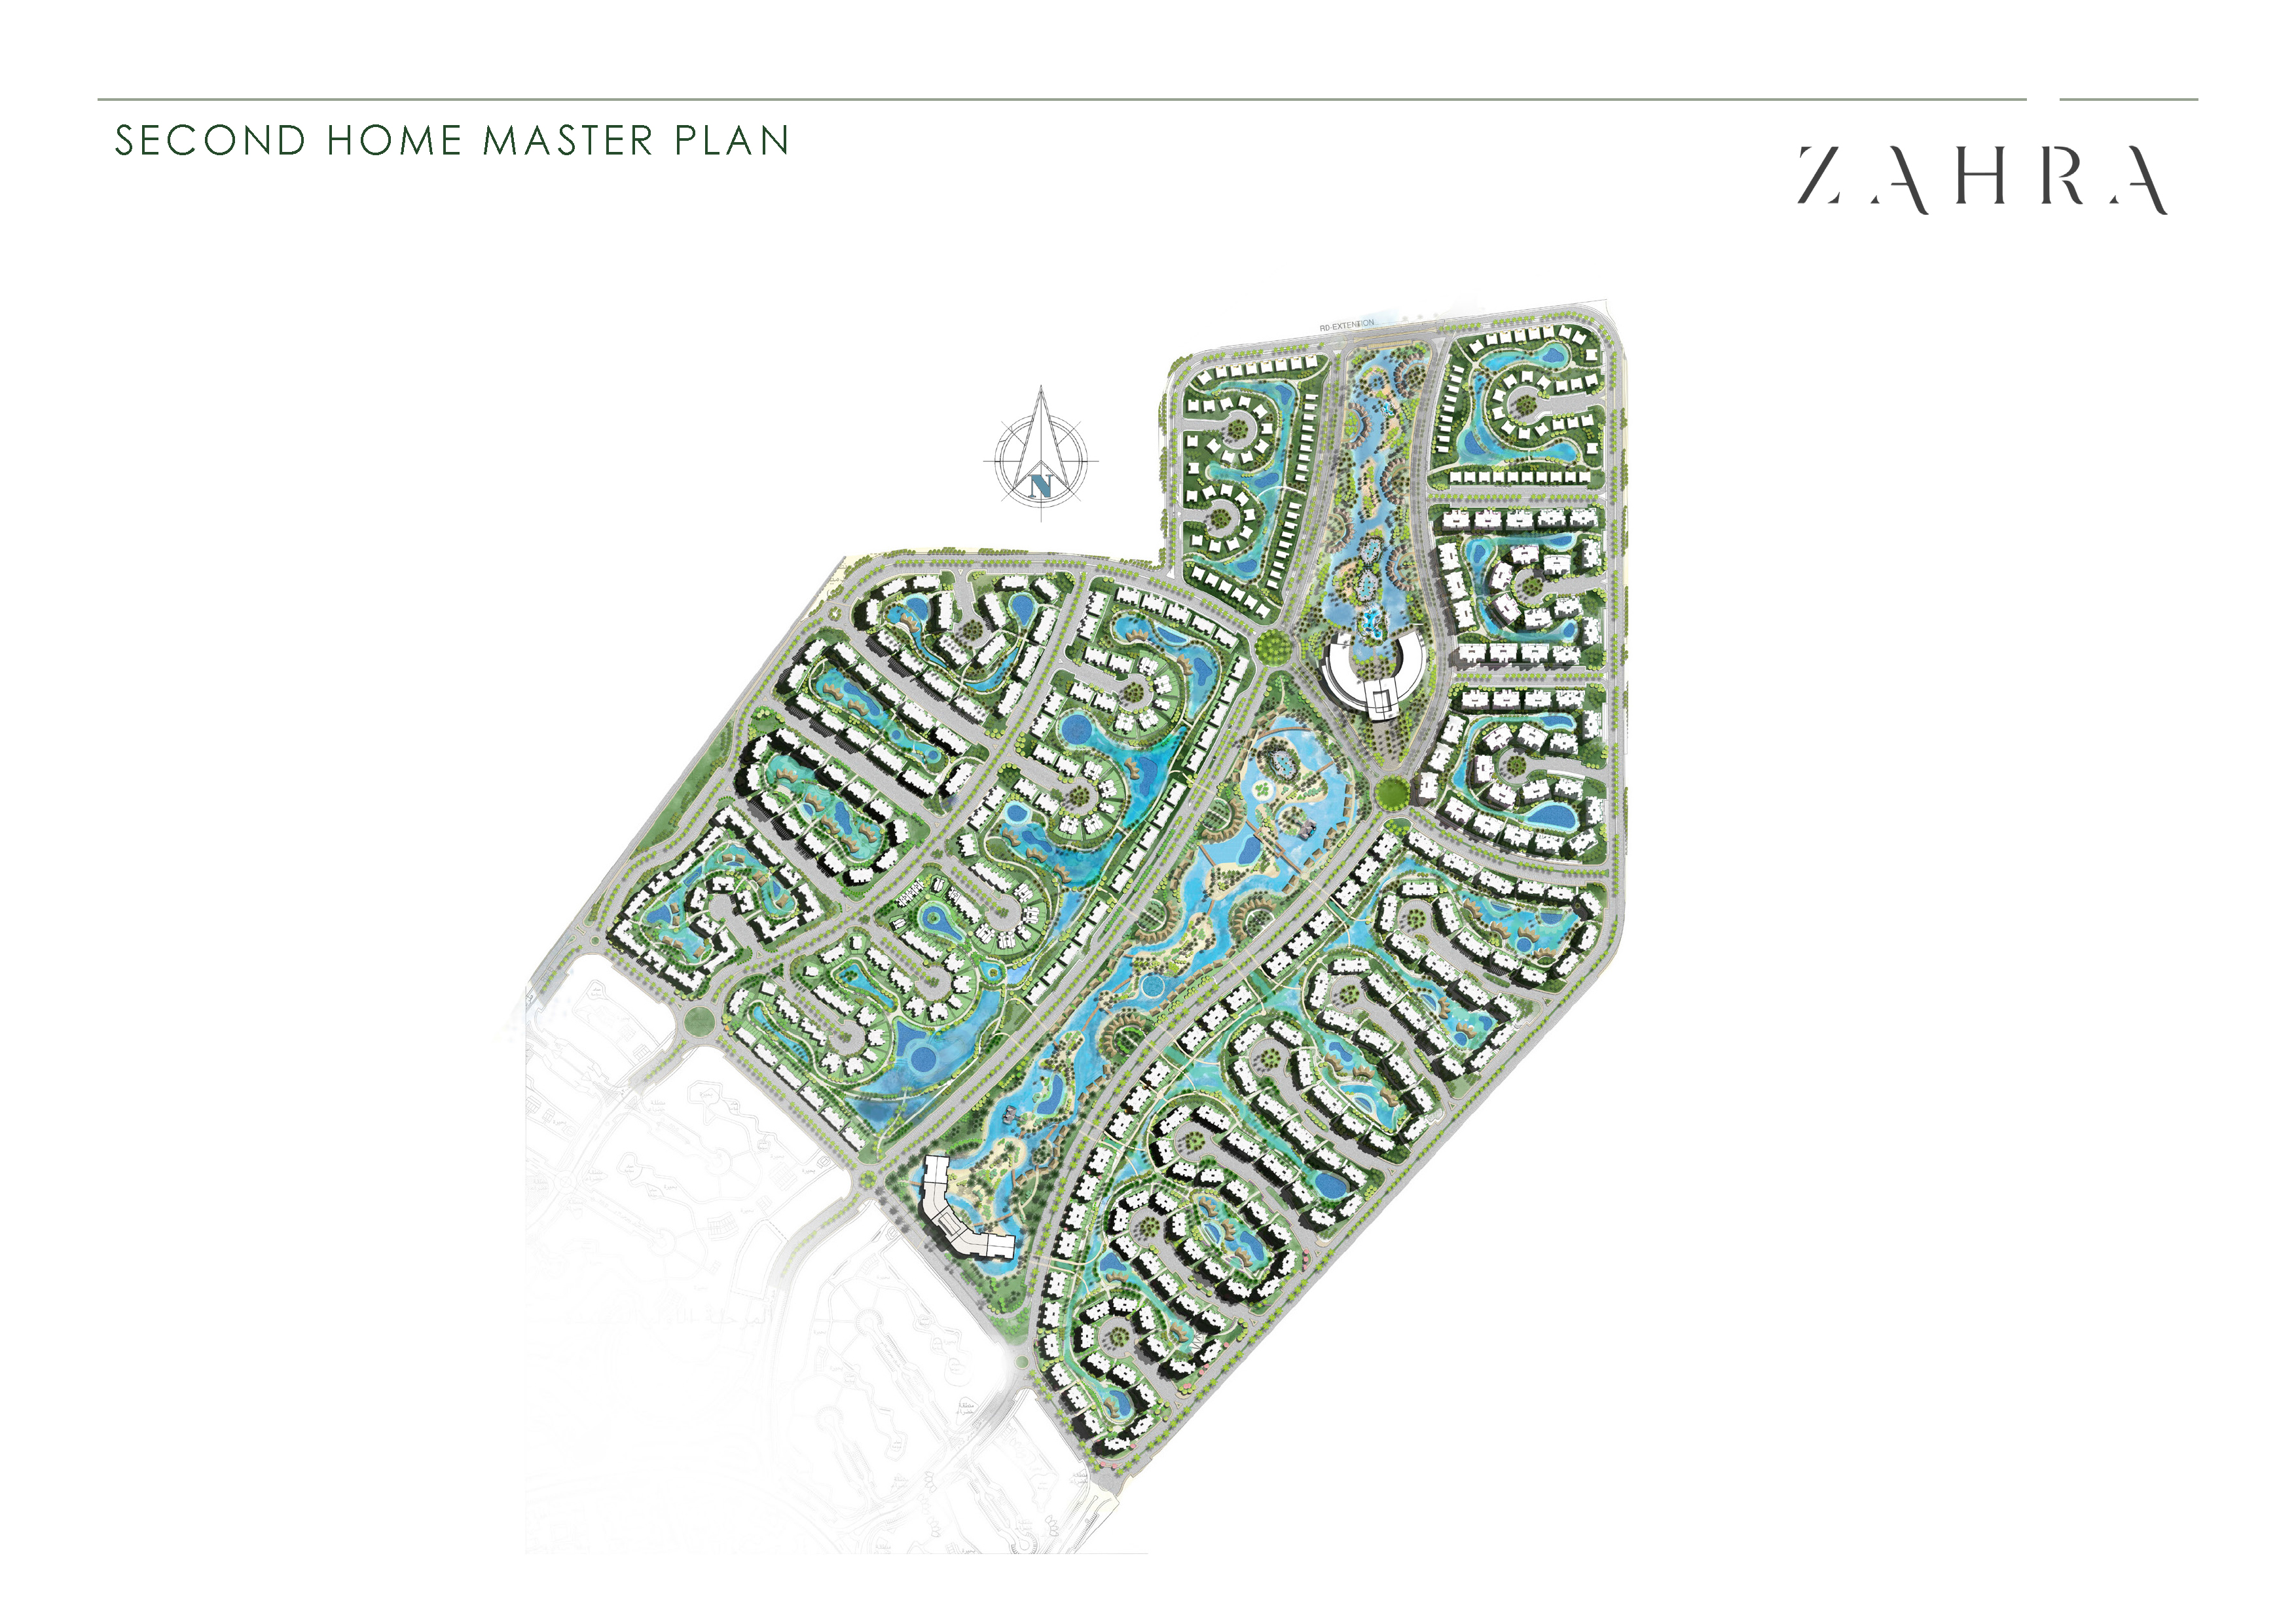 SECOND HOME MASTER PLAN
ZAHRA
RD-EXTENTION
N